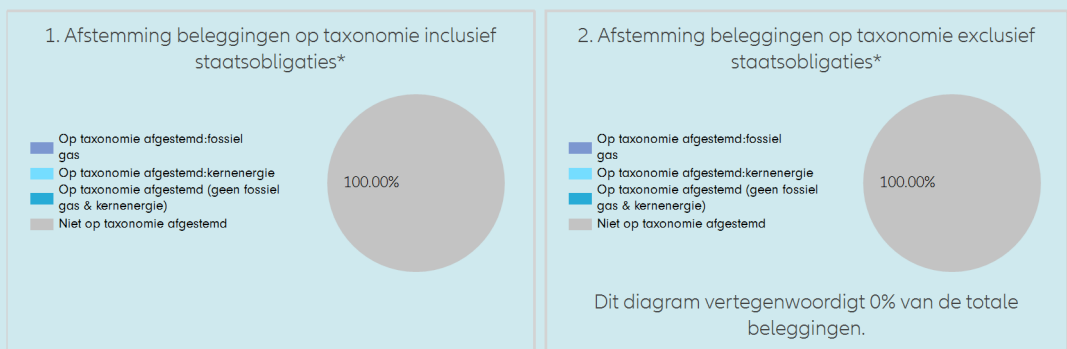 1. Afstemming beleggingen op taxonomie inclusief
staatsobligaties*
Op taxonomie afgestemd:fossiel
gas
Op taxonomie afgestemd:kernenergie
Op taxonomie afgestemd (geen fossiel
gas & kernenergie)
Niet op taxonomie afgestemd
100.00%
2. Afstemming beleggingen op taxonomie exclusief
staatsobligaties*
Op taxonomie afgestemd:fossiel
gas
Op taxonomie afgestemd:kernenergie
Op taxonomie afgestemd (geen fossiel
gas & kernenergie)
Niet op taxonomie afgestemd
100.00%
Dit diagram vertegenwoordigt 0% van de totale
beleggingen.